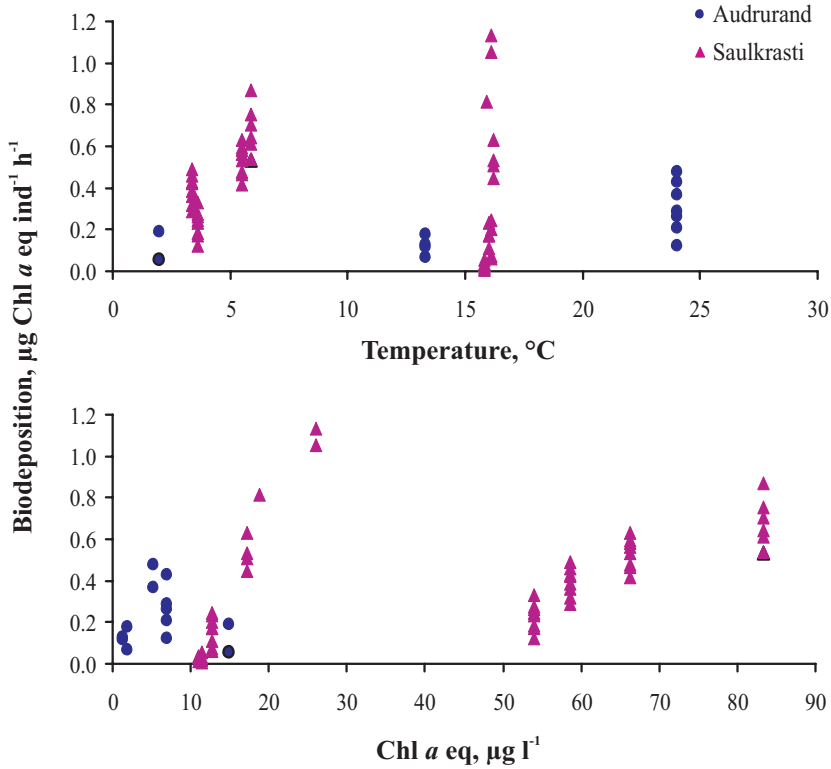 Audrurand
Saulkrasti
Biodeposition, µg Chl a eq ind⁻¹ h⁻¹
1.2
1.0
0.8
0.6
0.4
0.2
0.0
0 5 10 15 20 25 30
Temperature, °C
1.2
1.0
0.8
0.6
0.4
0.2
0.0
0 10 20 30 40 50 60 70 80 90
Chl a eq, µg l⁻¹